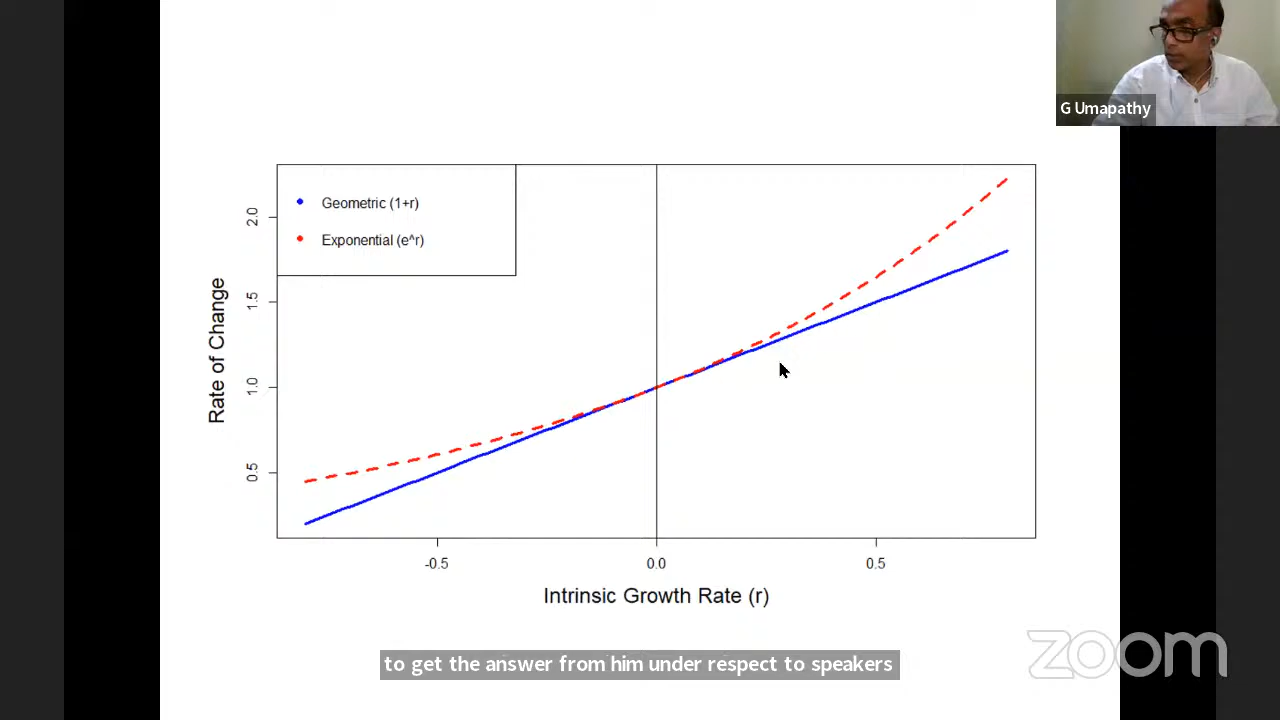 G Umapathy
Geometric (1+r)
Exponential (e^r)
Rate of Change
2.0
1.5
1.0
0.5
-0.5
0.0
0.5
Intrinsic Growth Rate (r)
to get the answer from him under respect to speakers
zoom